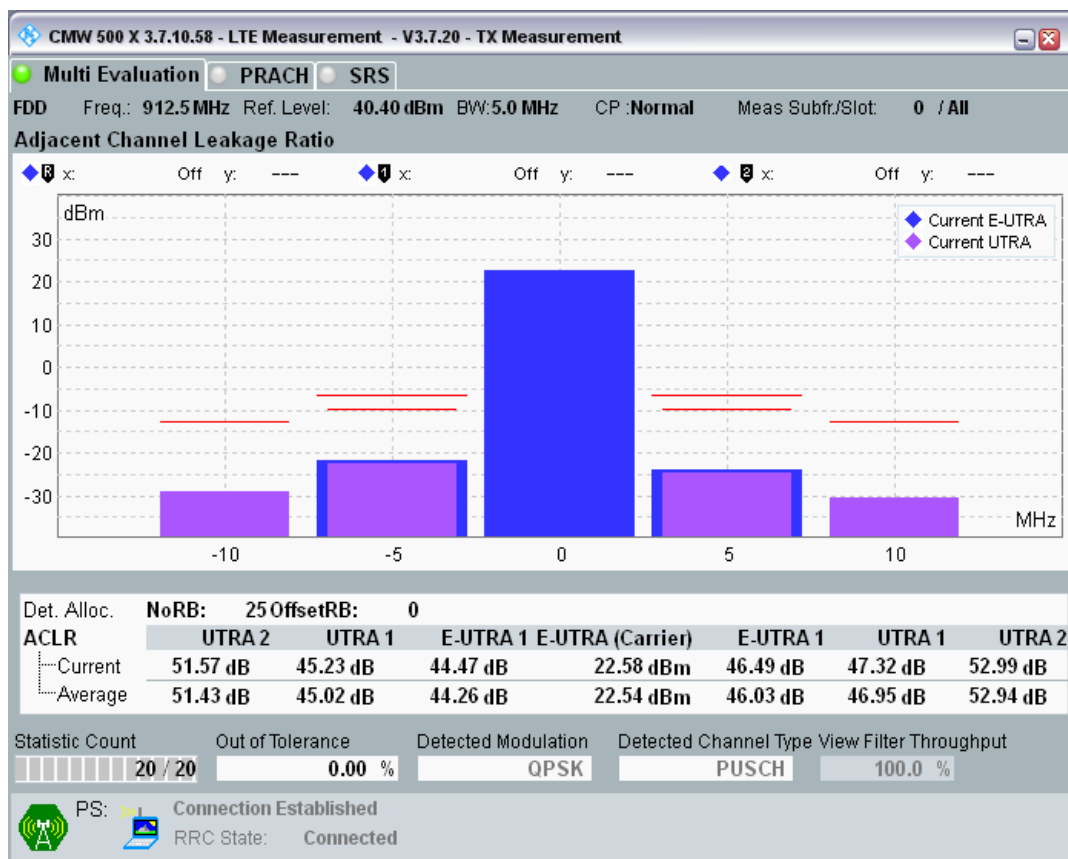 CMW 500 X 3.7.10.58 - LTE Measurement - V3.7.20 - TX Measurement
Multi Evaluation PRACH SRS
FDD Freq.: 912.5 MHz Ref. Level: 40.40 dBm BW:5.0 MHz CP :Normal Meas Subfr./Slot: 0 / All
Adjacent Channel Leakage Ratio
R x: Off y: --- 1 x: Off y: --- 2 x: Off y: ---
dBm
Current E-UTRA
Current UTRA
30
20
10
0
-10
-20
-30
MHz
-10 -5 0 5 10
Det. Alloc. NoRB: 25 OffsetRB: 0
ACLR UTRA 2 UTRA 1 E-UTRA 1 E-UTRA (Carrier) E-UTRA 1 UTRA 1 UTRA 2
Current 51.57 dB 45.23 dB 44.47 dB 22.58 dBm 46.49 dB 47.32 dB 52.99 dB
Average 51.43 dB 45.02 dB 44.26 dB 22.54 dBm 46.03 dB 46.95 dB 52.94 dB
Statistic Count Out of Tolerance Detected Modulation Detected Channel Type View Filter Throughput
20 / 20 0.00 % QPSK PUSCH 100.0 %
PS: Connection Established
RRC State: Connected